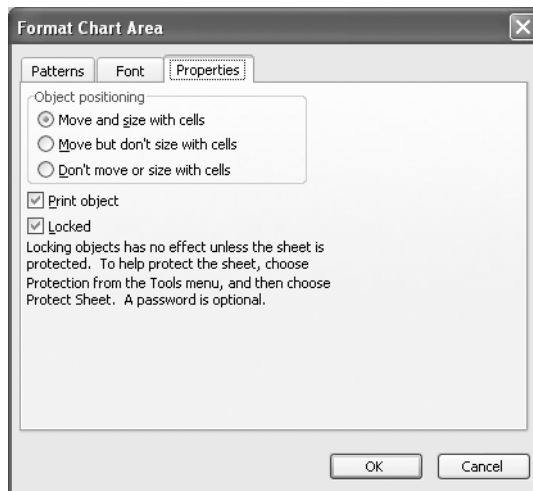 Format Chart Area
Patterns Font Properties
Object positioning
Move and size with cells
Move but don't size with cells
Don't move or size with cells
Print object
Locked
Locking objects has no effect unless the sheet is
protected. To help protect the sheet, choose
Protection from the Tools menu, and then choose
Protect Sheet. A password is optional.
OK Cancel